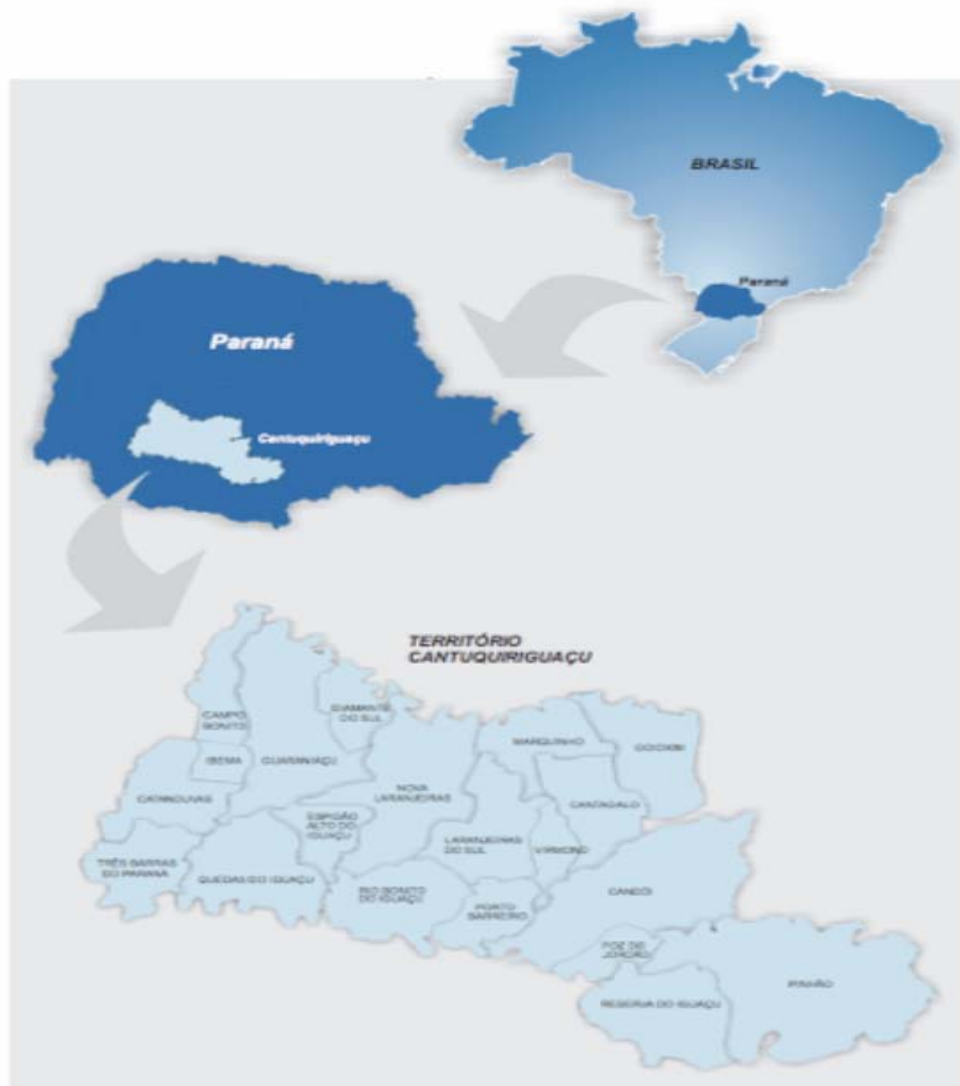 BRASIL
Paraná
Paraná
Cantuquiriguaçu
TERRITÓRIO
CANTUQUIRIGUAÇU
CAMPO
BONITO
DIAMANTE
DO SUL
MARQUINHO
GOIOXIM
IBEMA
GUARANIAÇU
NOVA
LARANJEIRAS
CATANDUVAS
CANTAGALO
ESPIGÃO
ALTO DO
IGUAÇU
LARANJEIRAS
DO SUL
VIRMOND
TRÊS BARRAS
DO PARANÁ
QUEDAS DO IGUAÇU
RIO BONITO
DO IGUAÇU
CANDÓI
PORTO
BARREIRO
FOZ DO
JORDÃO
PINHÃO
RESERVA DO IGUAÇU